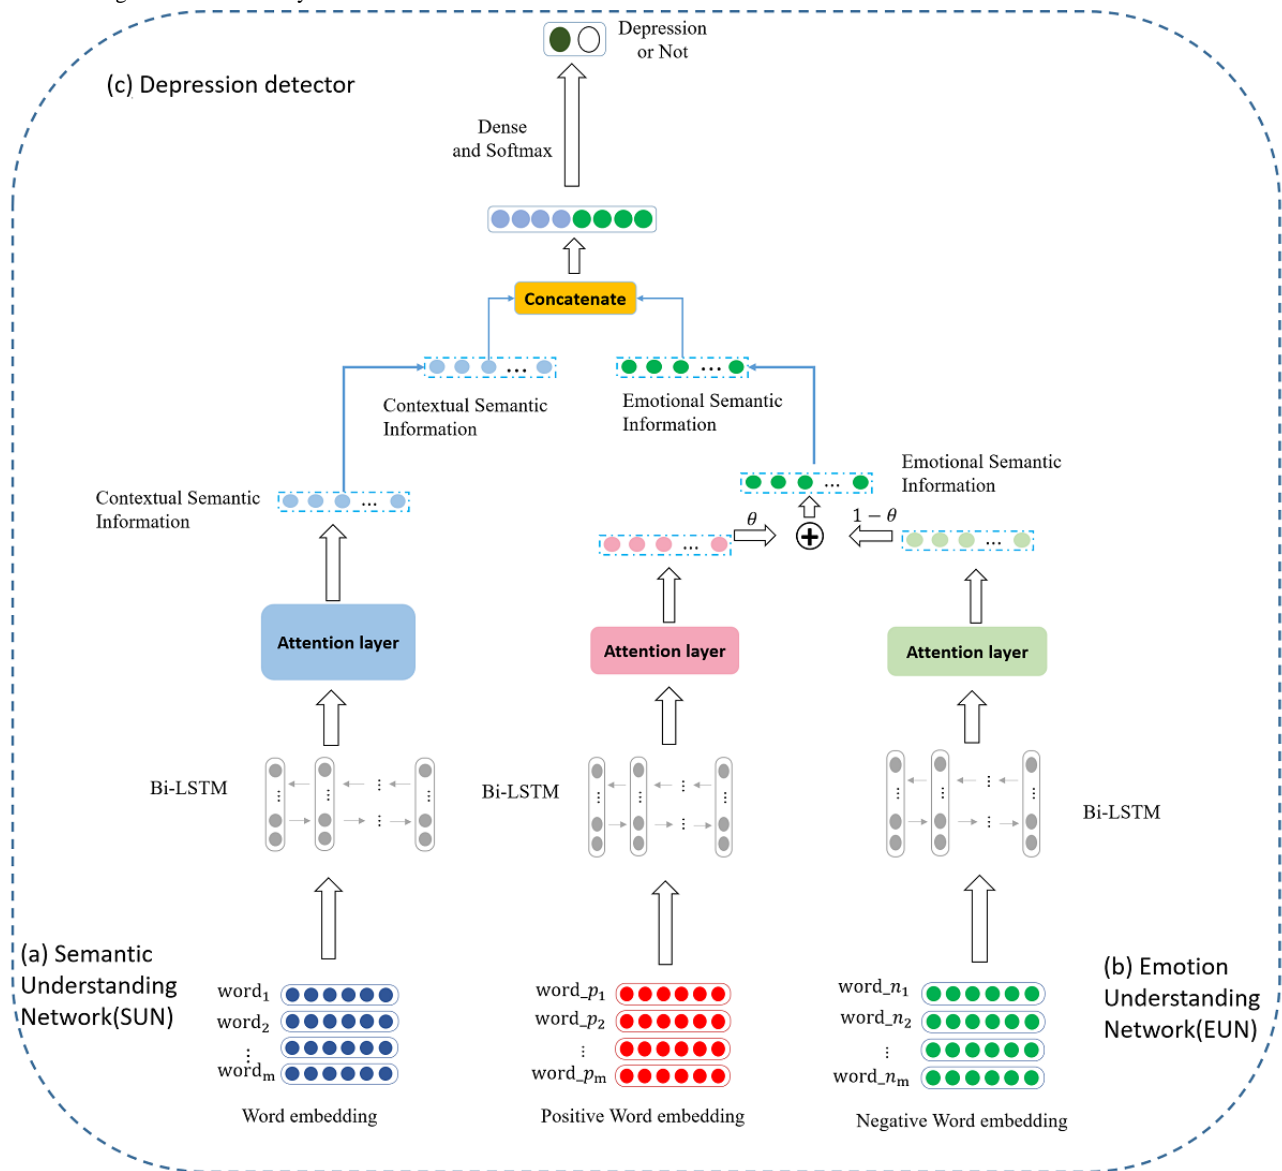 Depression
or Not
(c) Depression detector
Dense
and Softmax
Concatenate
Contextual Semantic
Information
Emotional Semantic
Information
Contextual Semantic
Information
Emotional Semantic
Information
θ
1 − θ
Attention layer
Attention layer
Attention layer
Bi-LSTM
Bi-LSTM
Bi-LSTM
(a) Semantic
Understanding
Network(SUN)
(b) Emotion
Understanding
Network(EUN)
word₁
word₂
⋮
wordₘ
Word embedding
word_p₁
word_p₂
⋮
word_pₘ
Positive Word embedding
word_n₁
word_n₂
⋮
word_nₘ
Negative Word embedding